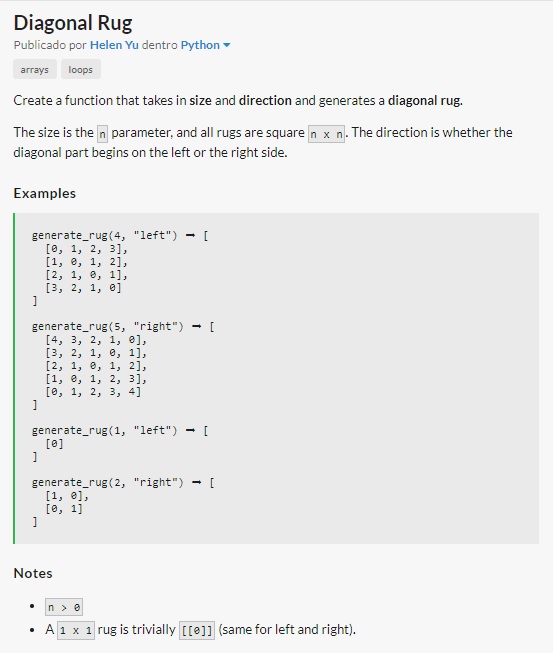 Diagonal Rug
Publicado por Helen Yu dentro Python
arrays loops
Create a function that takes in size and direction and generates a diagonal rug.
The size is the n parameter, and all rugs are square n x n. The direction is whether the
diagonal part begins on the left or the right side.
Examples
generate_rug(4, "left") ➞ [
[0, 1, 2, 3],
[1, 0, 1, 2],
[2, 1, 0, 1],
[3, 2, 1, 0]
]
generate_rug(5, "right") ➞ [
[4, 3, 2, 1, 0],
[3, 2, 1, 0, 1],
[2, 1, 0, 1, 2],
[1, 0, 1, 2, 3],
[0, 1, 2, 3, 4]
]
generate_rug(1, "left") ➞ [
[0]
]
generate_rug(2, "right") ➞ [
[1, 0],
[0, 1]
]
Notes
• n > 0
• A 1 x 1 rug is trivially [[0]] (same for left and right).